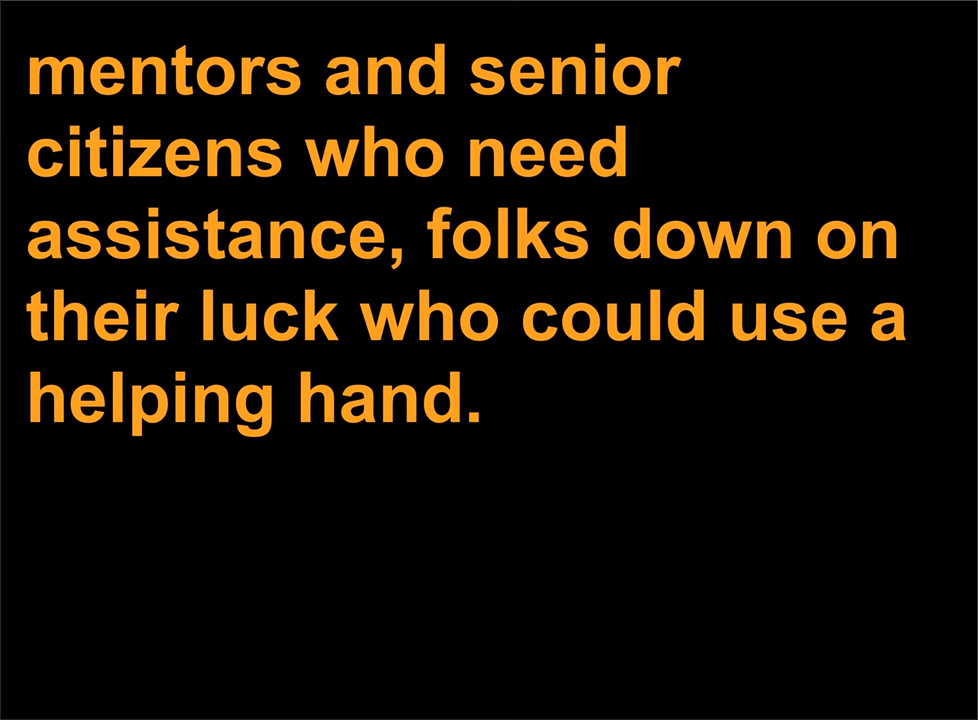 mentors and senior
citizens who need
assistance, folks down on
their luck who could use a
helping hand.